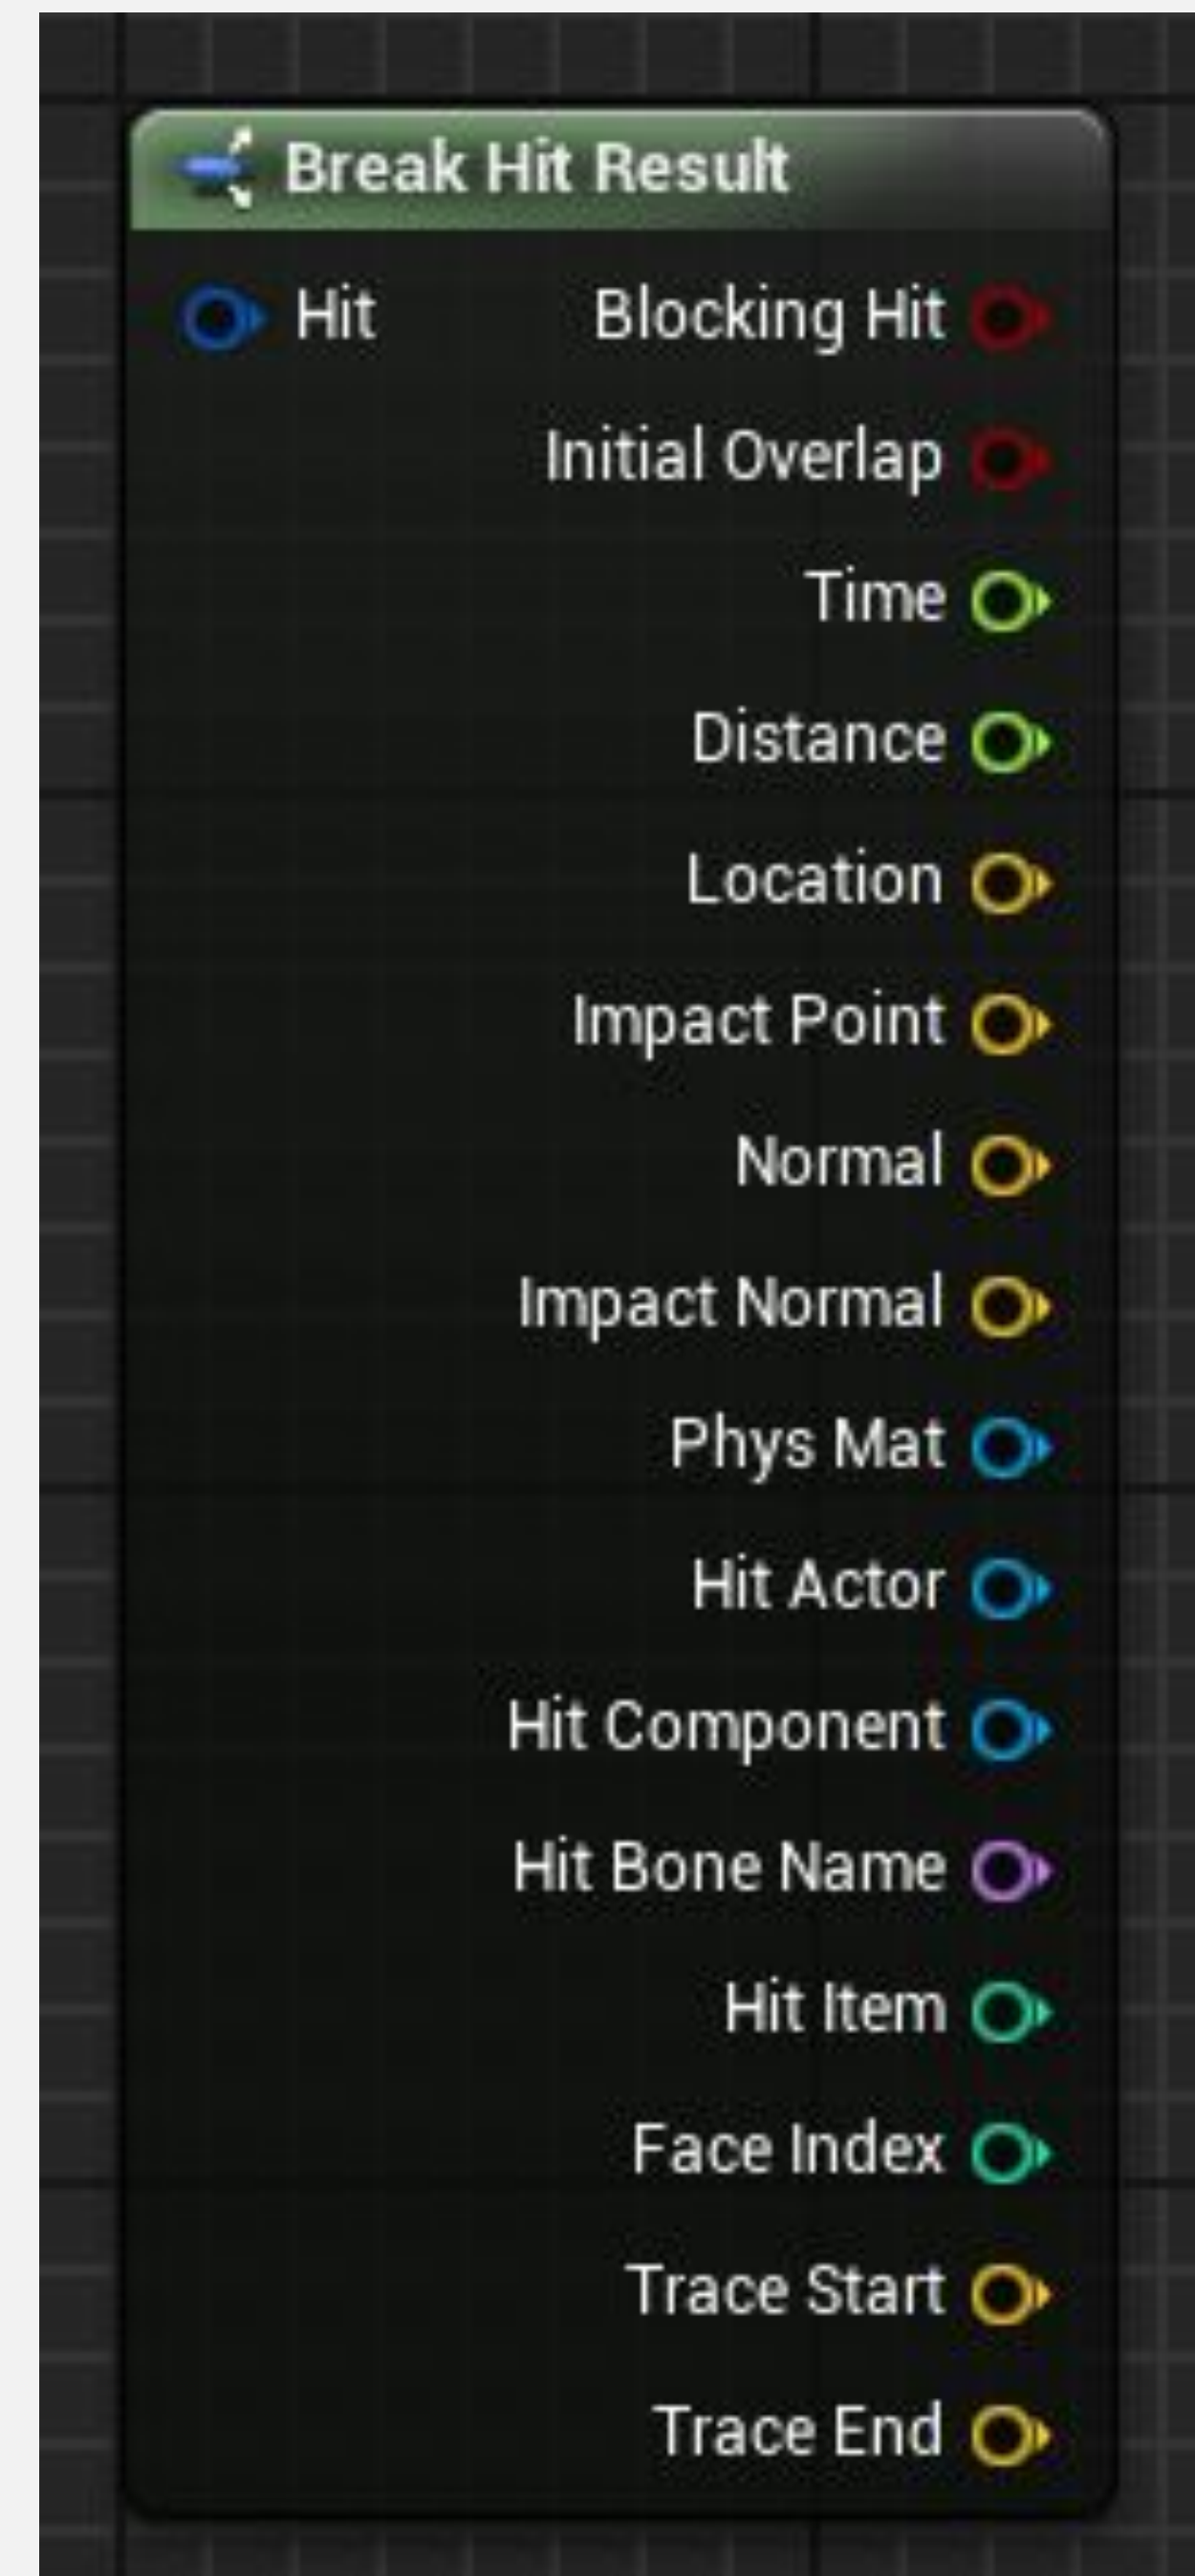 Break Hit Result
Hit Blocking Hit
Initial Overlap
Time
Distance
Location
Impact Point
Normal
Impact Normal
Phys Mat
Hit Actor
Hit Component
Hit Bone Name
Hit Item
Face Index
Trace Start
Trace End